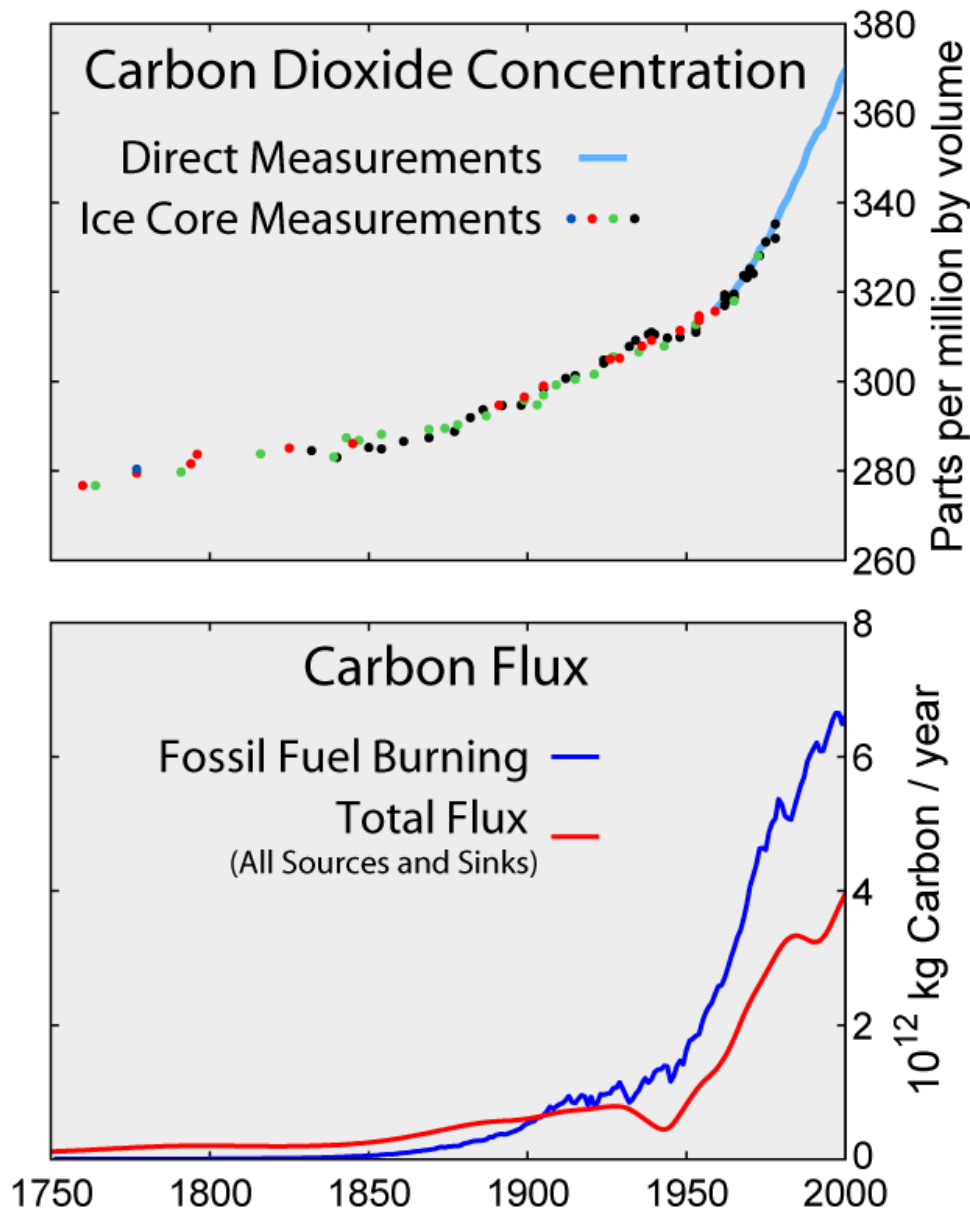 Carbon Dioxide Concentration
Direct Measurements
Ice Core Measurements
380
360
340
320
300
280
260
Parts per million by volume
Carbon Flux
Fossil Fuel Burning
Total Flux
(All Sources and Sinks)
8
6
4
2
0
10¹² kg Carbon / year
1750 1800 1850 1900 1950 2000